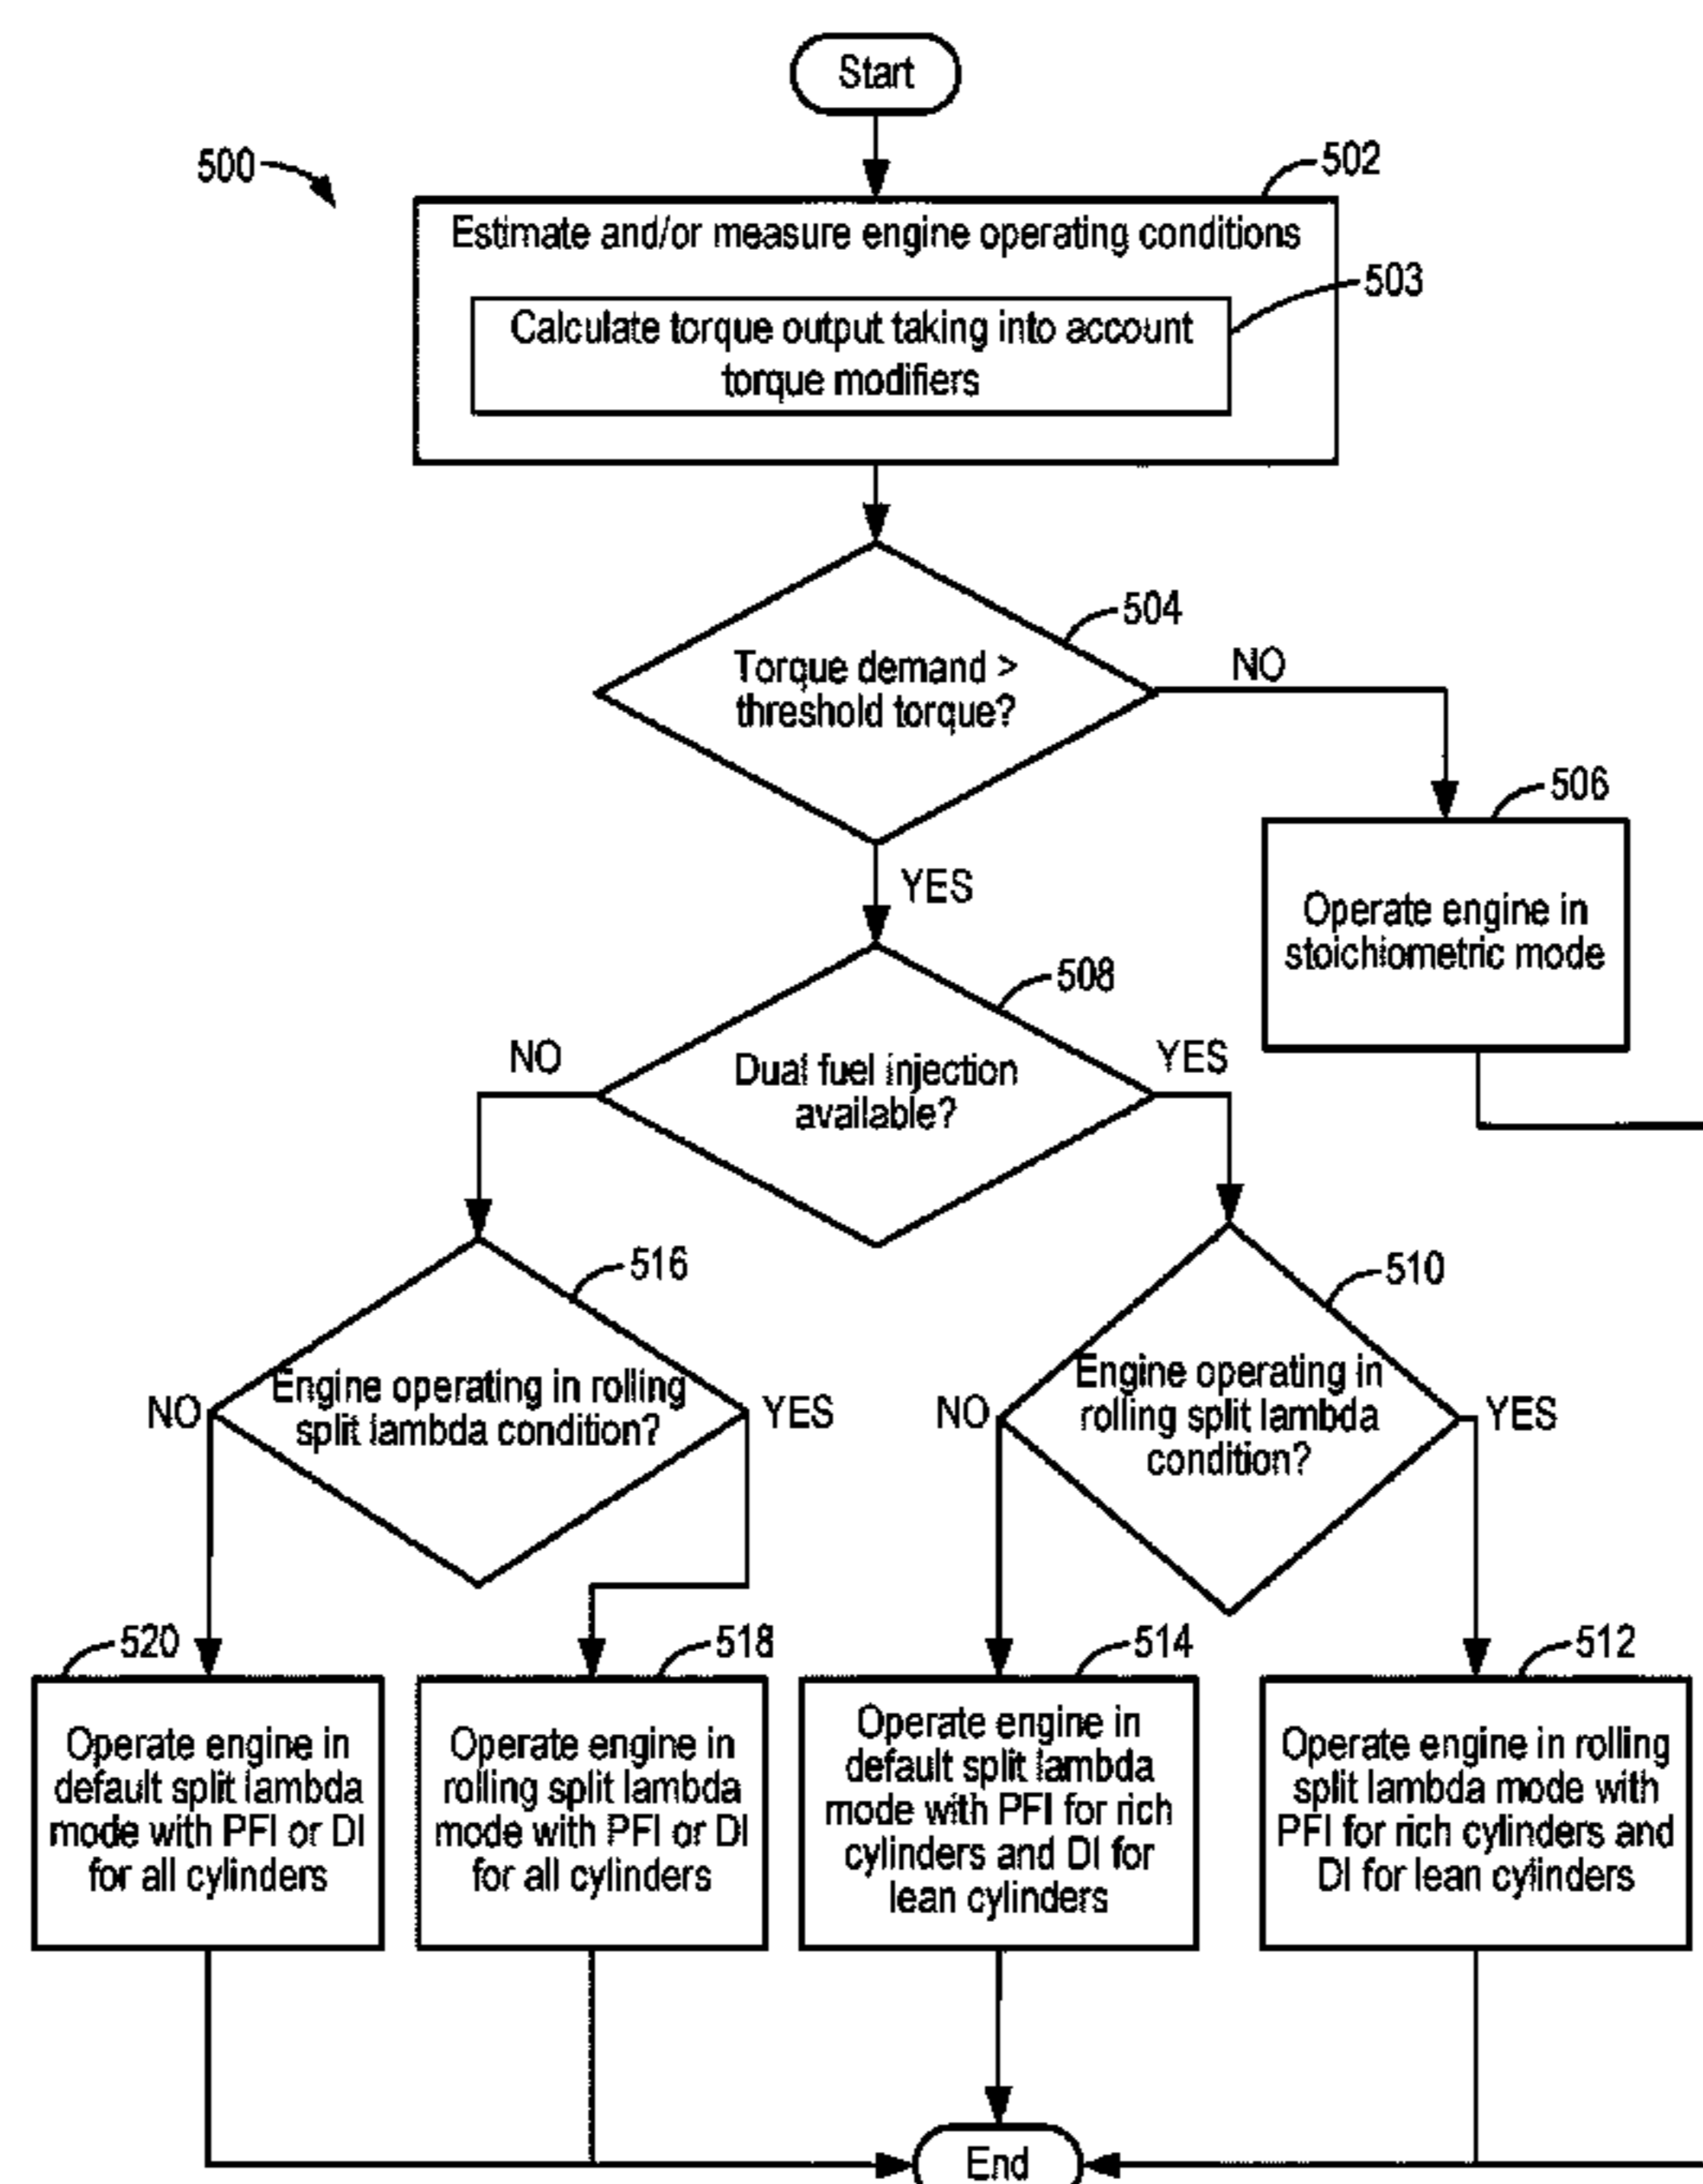 Start
500
502
Estimate and/or measure engine operating conditions
503
Calculate torque output taking into account
torque modifiers
504
Torque demand >
threshold torque?
NO
YES
506
Operate engine in
stoichiometric mode
508
Dual fuel injection
available?
NO
YES
516
Engine operating in rolling
split lambda condition?
NO
YES
510
Engine operating in
rolling split lambda
condition?
NO
YES
520
Operate engine in
default split lambda
mode with PFI or DI
for all cylinders
518
Operate engine in
rolling split lambda
mode with PFI or DI
for all cylinders
514
Operate engine in
default split lambda
mode with PFI for rich
cylinders and DI for
lean cylinders
512
Operate engine in rolling
split lambda mode with
PFI for rich cylinders and
DI for lean cylinders
End